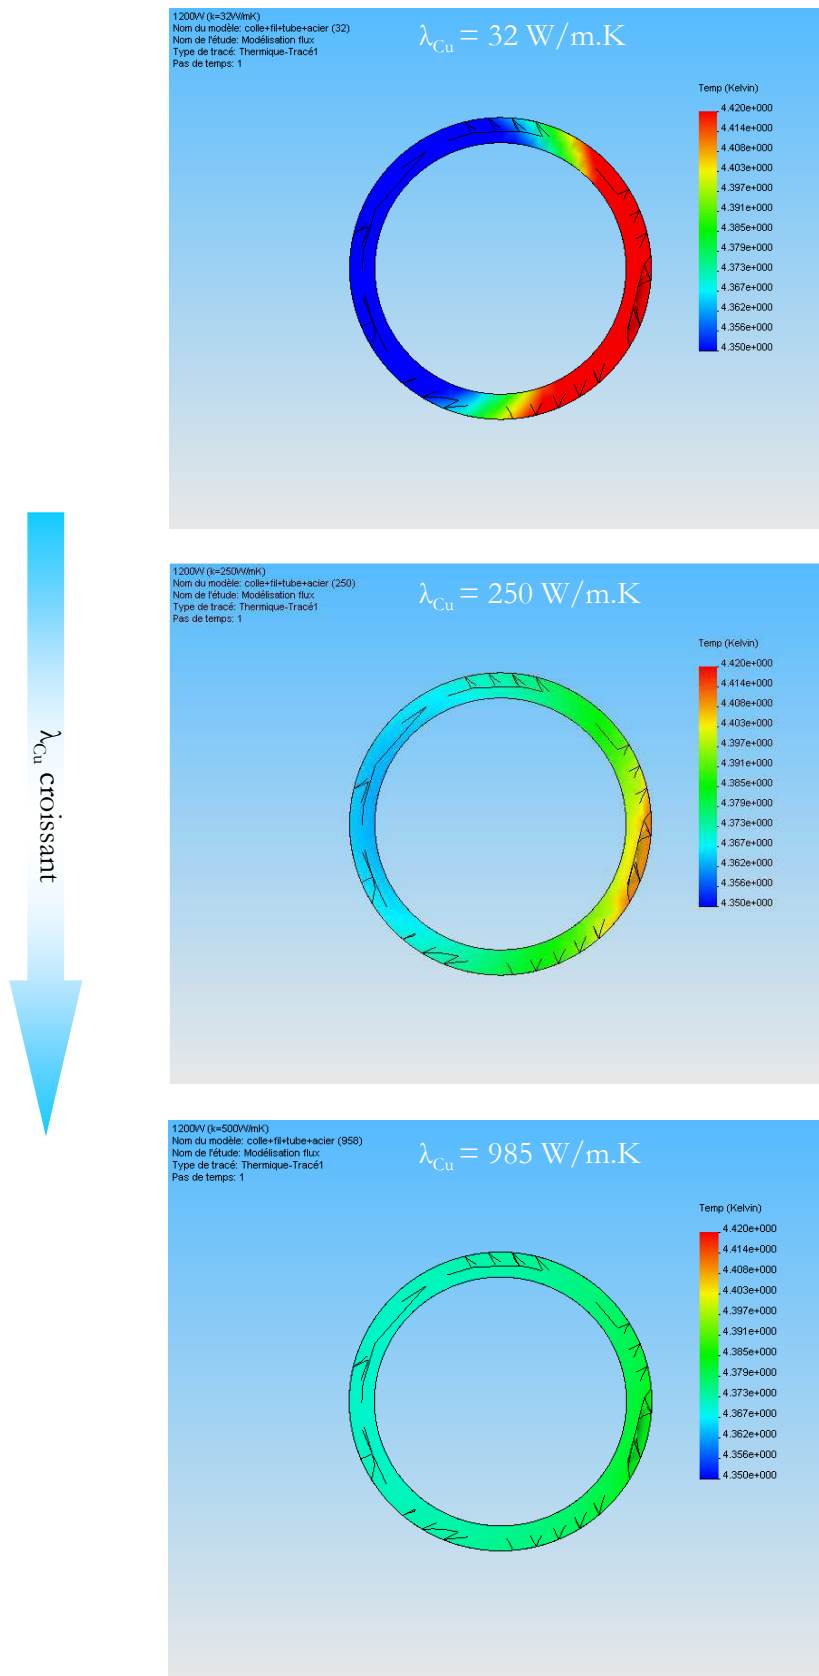 1200W (k=32W/mK)
Nom du modèle: colle+fil+tube+acier (32)
Nom de l'étude: Modélisation flux
Type de tracé: Thermique-Tracé1
Pas de temps: 1
λCu = 32 W/m.K
Temp (Kelvin)
4.420e+000
4.414e+000
4.408e+000
4.403e+000
4.397e+000
4.391e+000
4.385e+000
4.379e+000
4.373e+000
4.367e+000
4.362e+000
4.356e+000
4.350e+000
λCu croissant
1200W (k=250W/mK)
Nom du modèle: colle+fil+tube+acier (250)
Nom de l'étude: Modélisation flux
Type de tracé: Thermique-Tracé1
Pas de temps: 1
λCu = 250 W/m.K
Temp (Kelvin)
4.420e+000
4.414e+000
4.408e+000
4.403e+000
4.397e+000
4.391e+000
4.385e+000
4.379e+000
4.373e+000
4.367e+000
4.362e+000
4.356e+000
4.350e+000
1200W (k=500W/mK)
Nom du modèle: colle+fil+tube+acier (958)
Nom de l'étude: Modélisation flux
Type de tracé: Thermique-Tracé1
Pas de temps: 1
λCu = 985 W/m.K
Temp (Kelvin)
4.420e+000
4.414e+000
4.408e+000
4.403e+000
4.397e+000
4.391e+000
4.385e+000
4.379e+000
4.373e+000
4.367e+000
4.362e+000
4.356e+000
4.350e+000